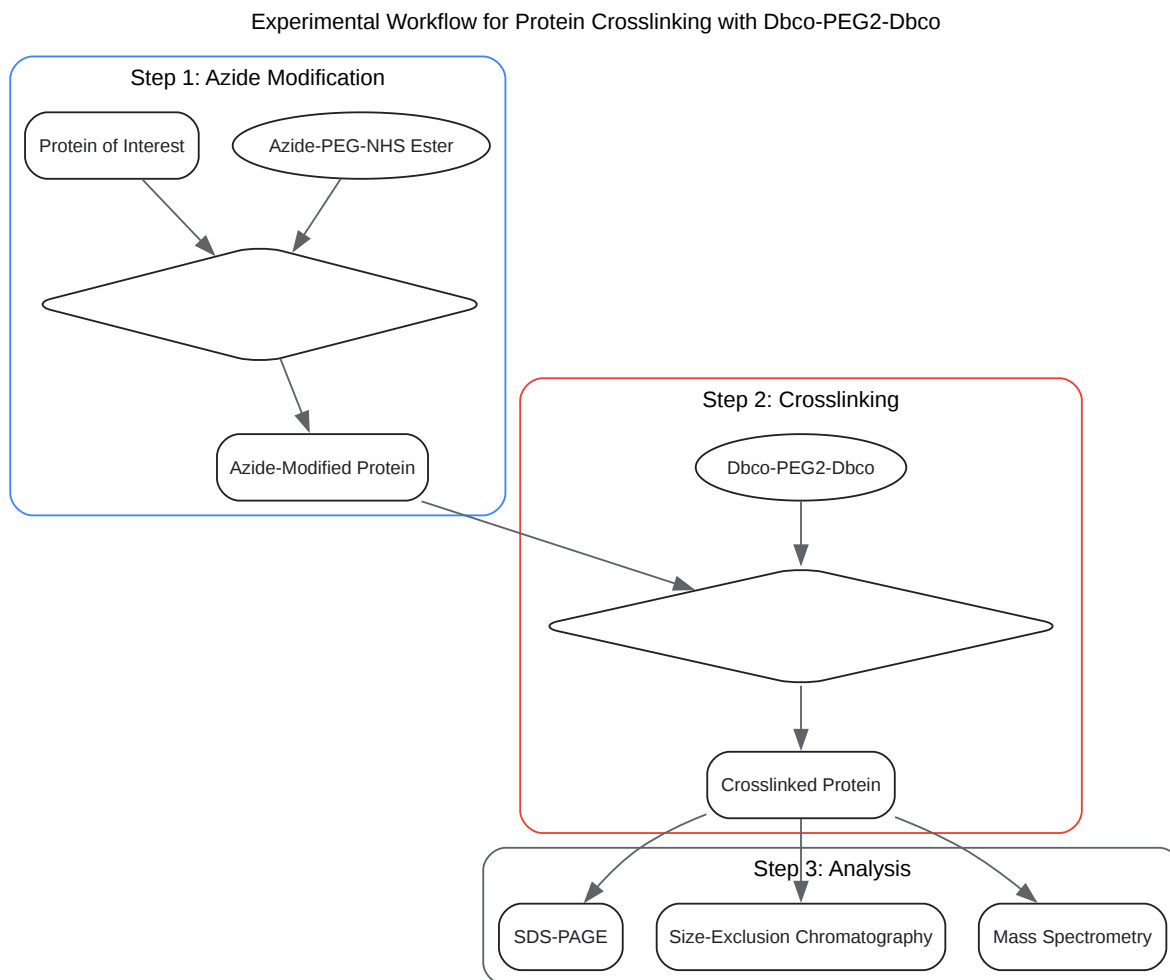 Experimental Workflow for Protein Crosslinking with Dbco-PEG2-Dbco
Step 1: Azide Modification
Protein of Interest
Azide-PEG-NHS Ester
Azide-Modified Protein
Step 2: Crosslinking
Dbco-PEG2-Dbco
Crosslinked Protein
Step 3: Analysis
SDS-PAGE
Size-Exclusion Chromatography
Mass Spectrometry